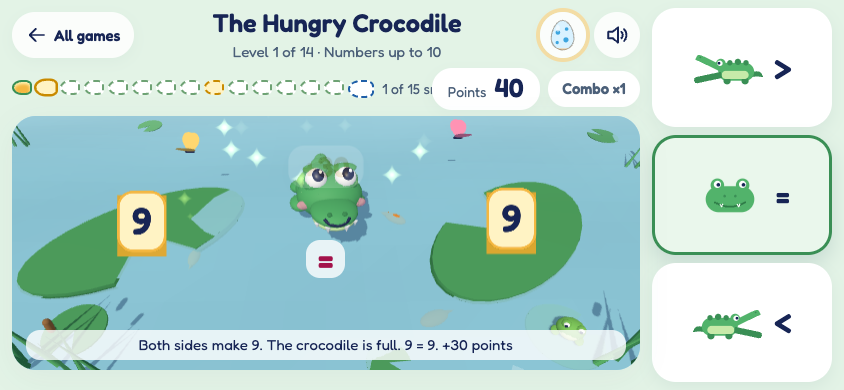 All games
The Hungry Crocodile
Level 1 of 14 · Numbers up to 10
1 of 15
Points 40
Combo ×1
9
9
=
Both sides make 9. The crocodile is full. 9 = 9. +30 points
>
=
<